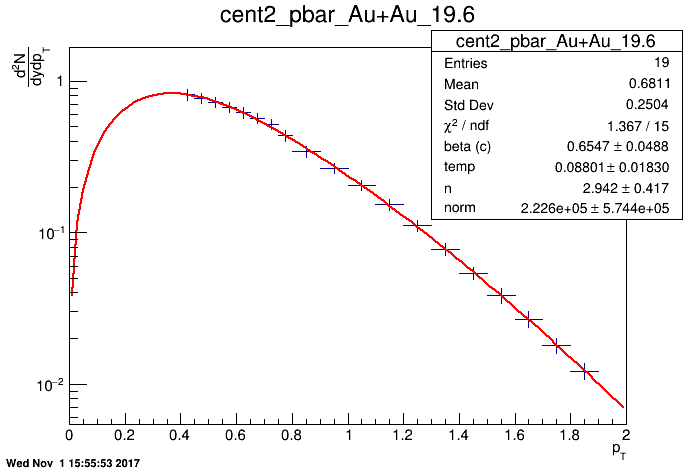 cent2_pbar_Au+Au_19.6
d²N
dydp_T
cent2_pbar_Au+Au_19.6
Entries 19
Mean 0.6811
Std Dev 0.2504
χ² / ndf 1.367 / 15
beta (c) 0.6547 ± 0.0488
temp 0.08801 ± 0.01830
n 2.942 ± 0.417
norm 2.226e+05 ± 5.744e+05
1
10⁻¹
10⁻²
0 0.2 0.4 0.6 0.8 1 1.2 1.4 1.6 1.8 2
p_T
Wed Nov 1 15:55:53 2017